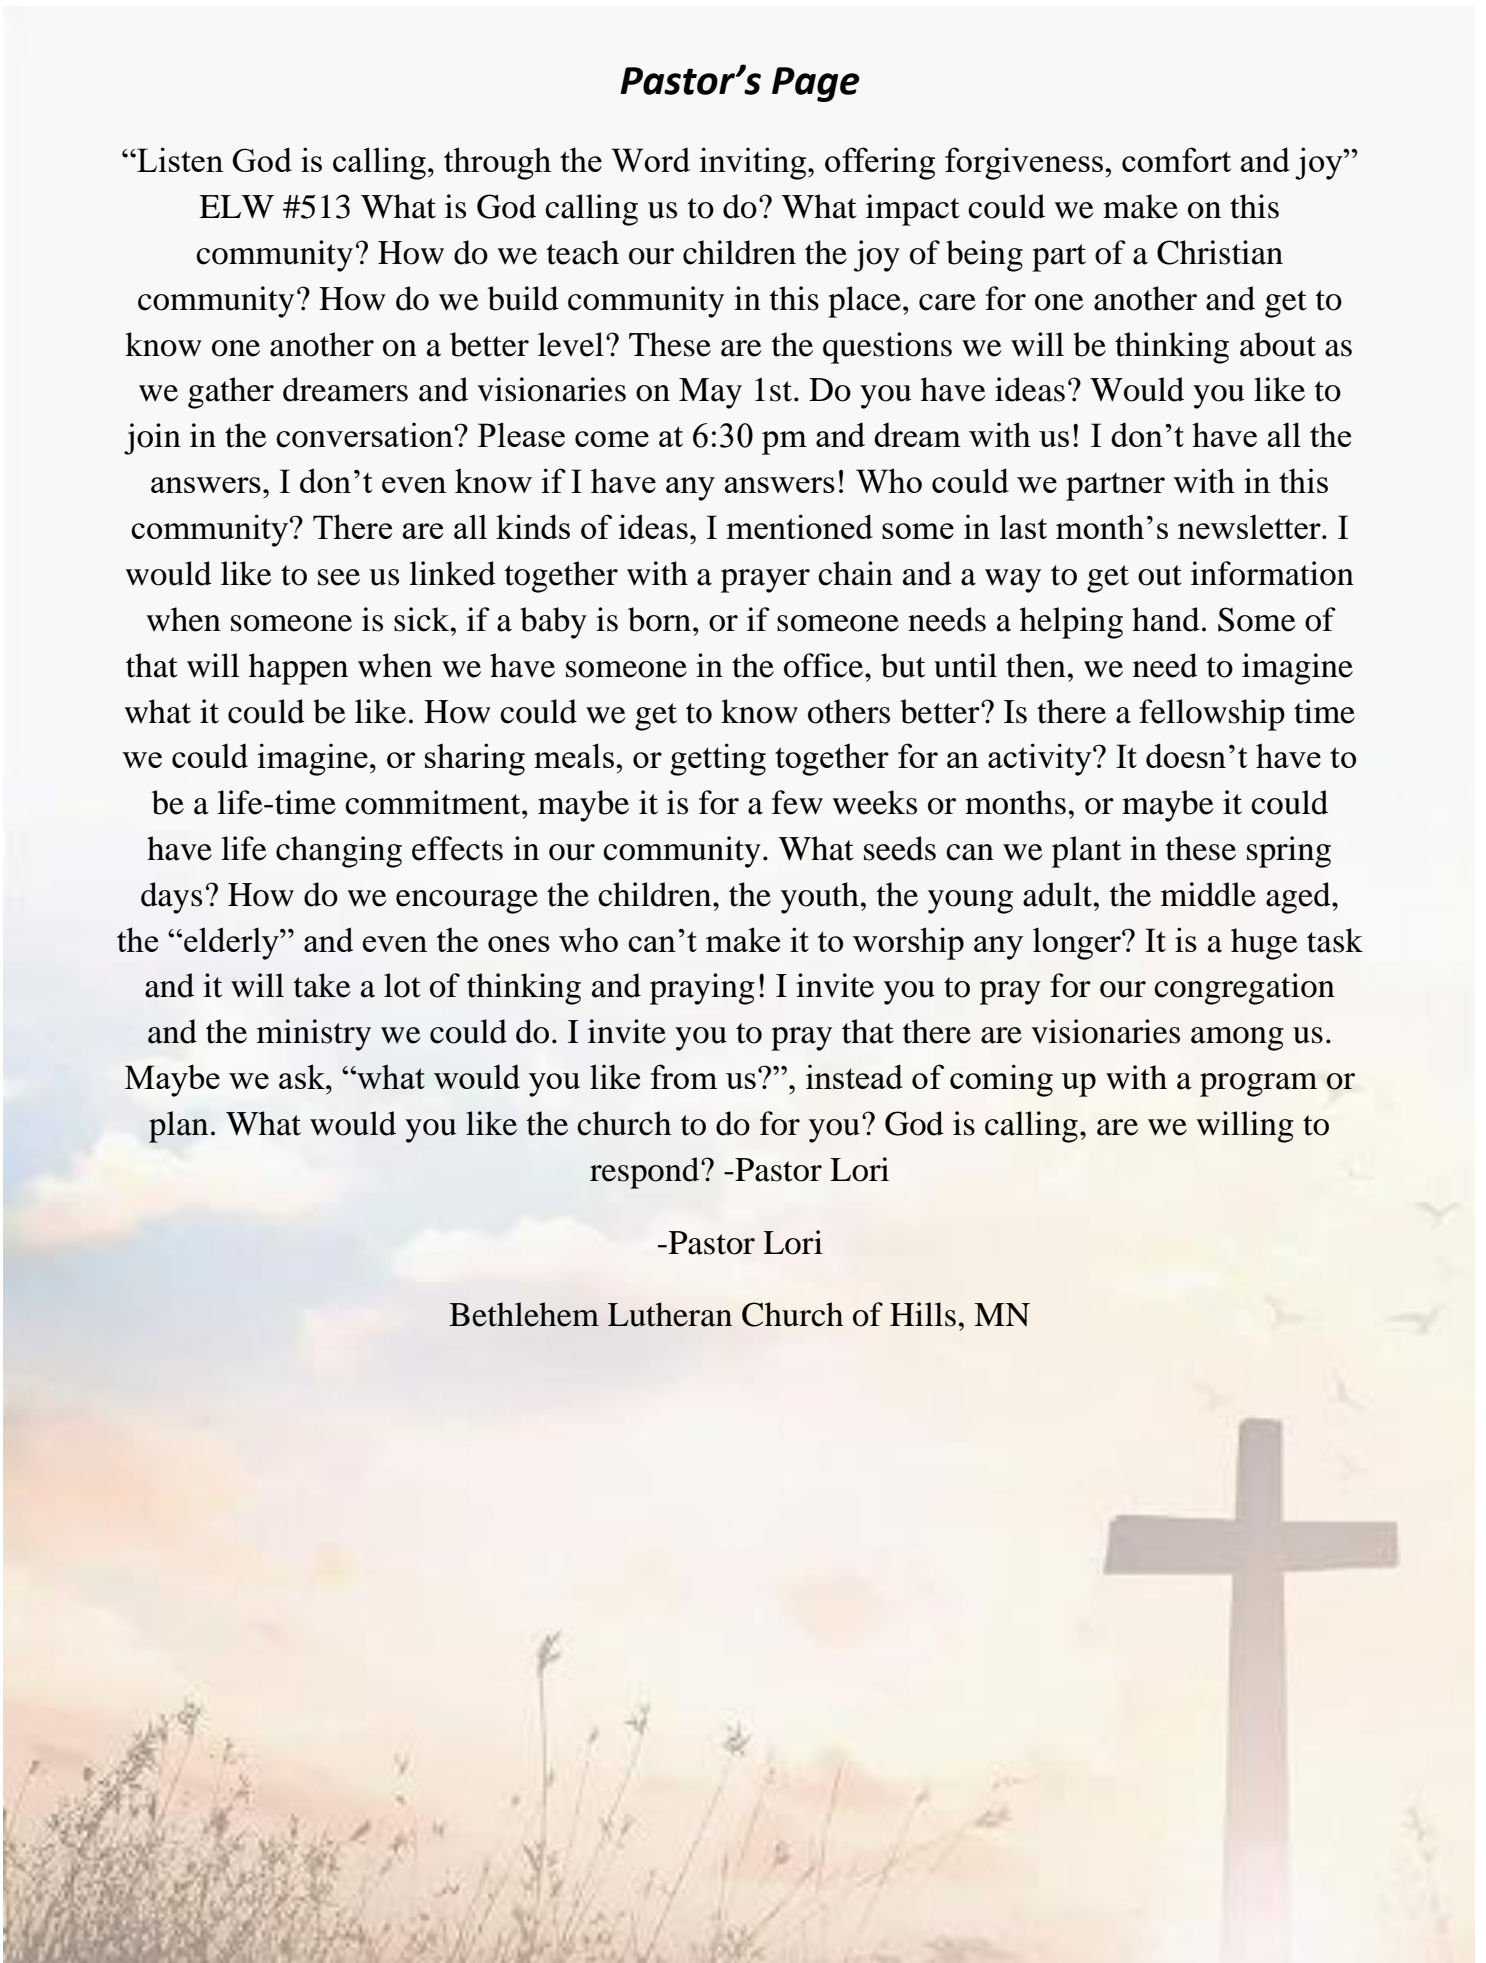 Pastor’s Page
“Listen God is calling, through the Word inviting, offering forgiveness, comfort and joy”
ELW #513 What is God calling us to do? What impact could we make on this
community? How do we teach our children the joy of being part of a Christian
community? How do we build community in this place, care for one another and get to
know one another on a better level? These are the questions we will be thinking about as
we gather dreamers and visionaries on May 1st. Do you have ideas? Would you like to
join in the conversation? Please come at 6:30 pm and dream with us! I don’t have all the
answers, I don’t even know if I have any answers! Who could we partner with in this
community? There are all kinds of ideas, I mentioned some in last month’s newsletter. I
would like to see us linked together with a prayer chain and a way to get out information
when someone is sick, if a baby is born, or if someone needs a helping hand. Some of
that will happen when we have someone in the office, but until then, we need to imagine
what it could be like. How could we get to know others better? Is there a fellowship time
we could imagine, or sharing meals, or getting together for an activity? It doesn’t have to
be a life-time commitment, maybe it is for a few weeks or months, or maybe it could
have life changing effects in our community. What seeds can we plant in these spring
days? How do we encourage the children, the youth, the young adult, the middle aged,
the “elderly” and even the ones who can’t make it to worship any longer? It is a huge task
and it will take a lot of thinking and praying! I invite you to pray for our congregation
and the ministry we could do. I invite you to pray that there are visionaries among us.
Maybe we ask, “what would you like from us?”, instead of coming up with a program or
plan. What would you like the church to do for you? God is calling, are we willing to
respond? -Pastor Lori
-Pastor Lori
Bethlehem Lutheran Church of Hills, MN